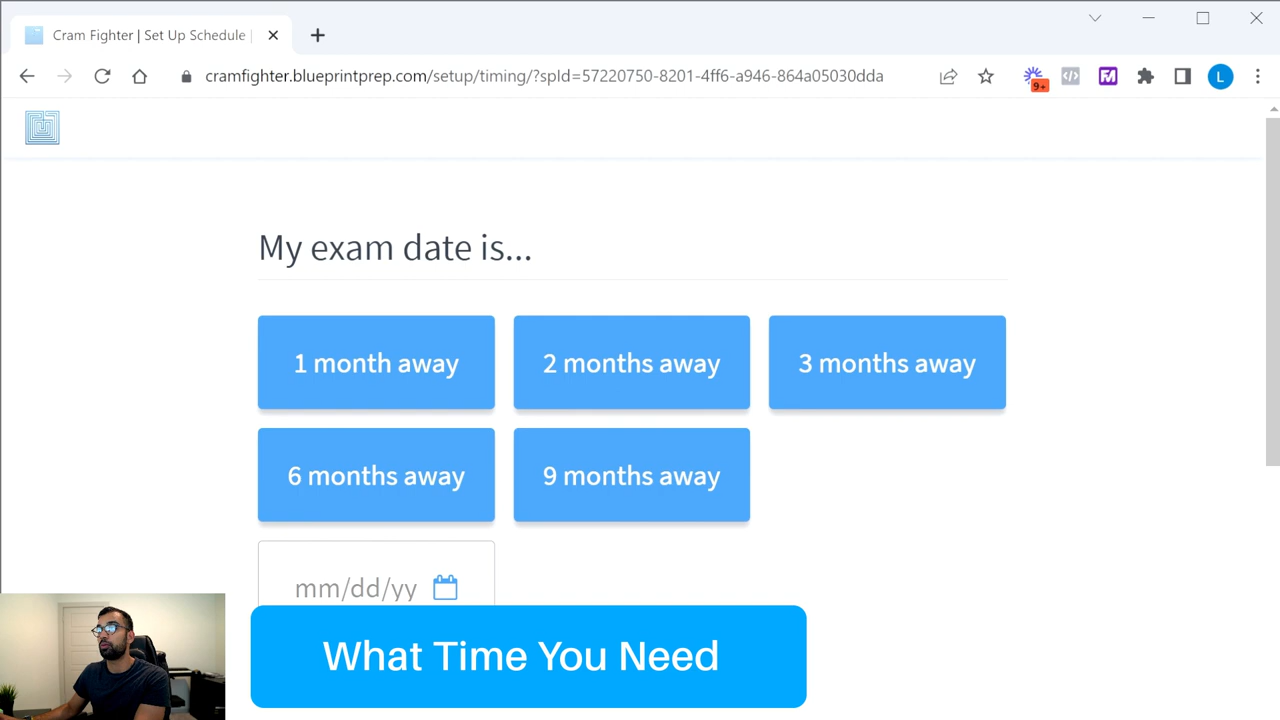 Cram Fighter | Set Up Schedule |
cramfighter.blueprintprep.com/setup/timing/?spId=57220750-8201-4ff6-a946-864a05030dda
9+
L
My exam date is...
1 month away
2 months away
3 months away
6 months away
9 months away
mm/dd/yy
What Time You Need